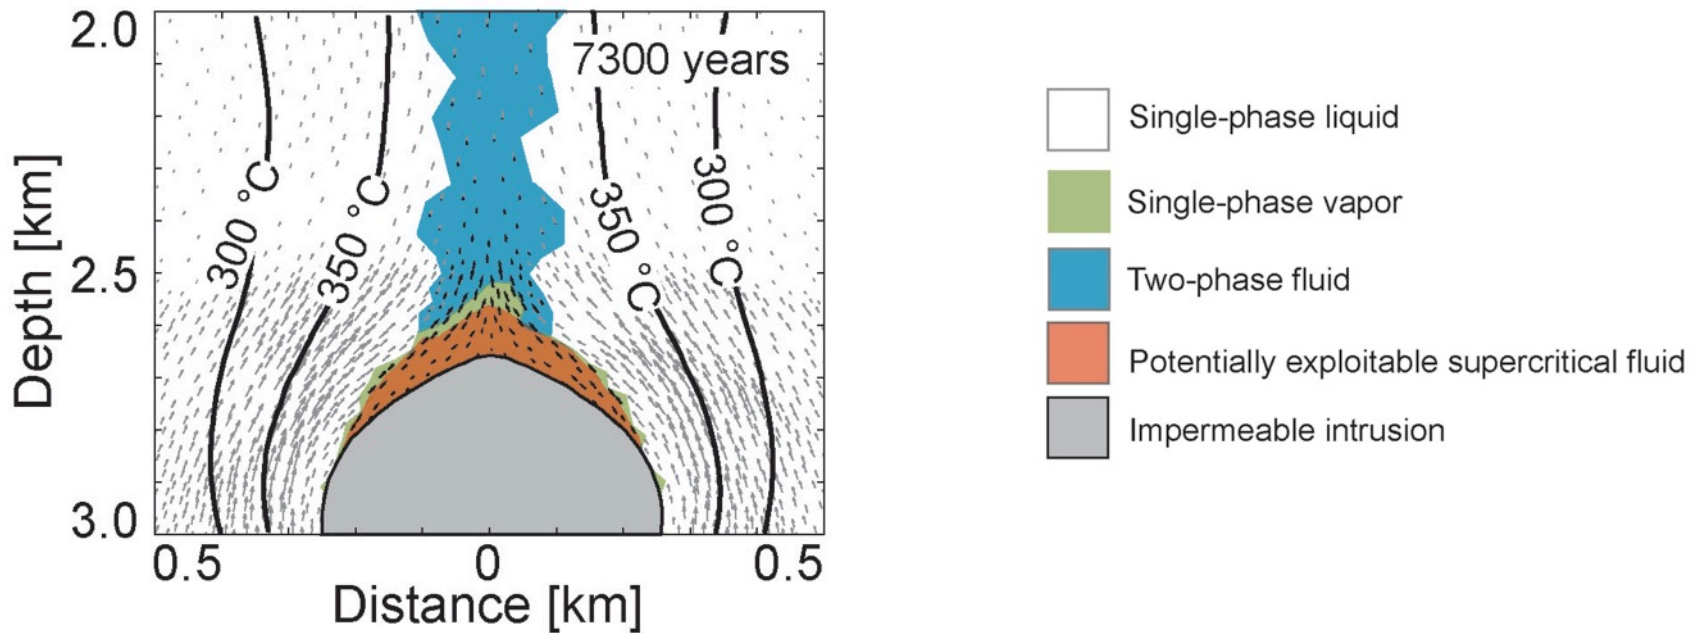 2.0
7300 years
300 °C
350 °C
350 °C
300 °C
2.5
3.0
Depth [km]
0.5
0
0.5
Distance [km]
Single-phase liquid
Single-phase vapor
Two-phase fluid
Potentially exploitable supercritical fluid
Impermeable intrusion